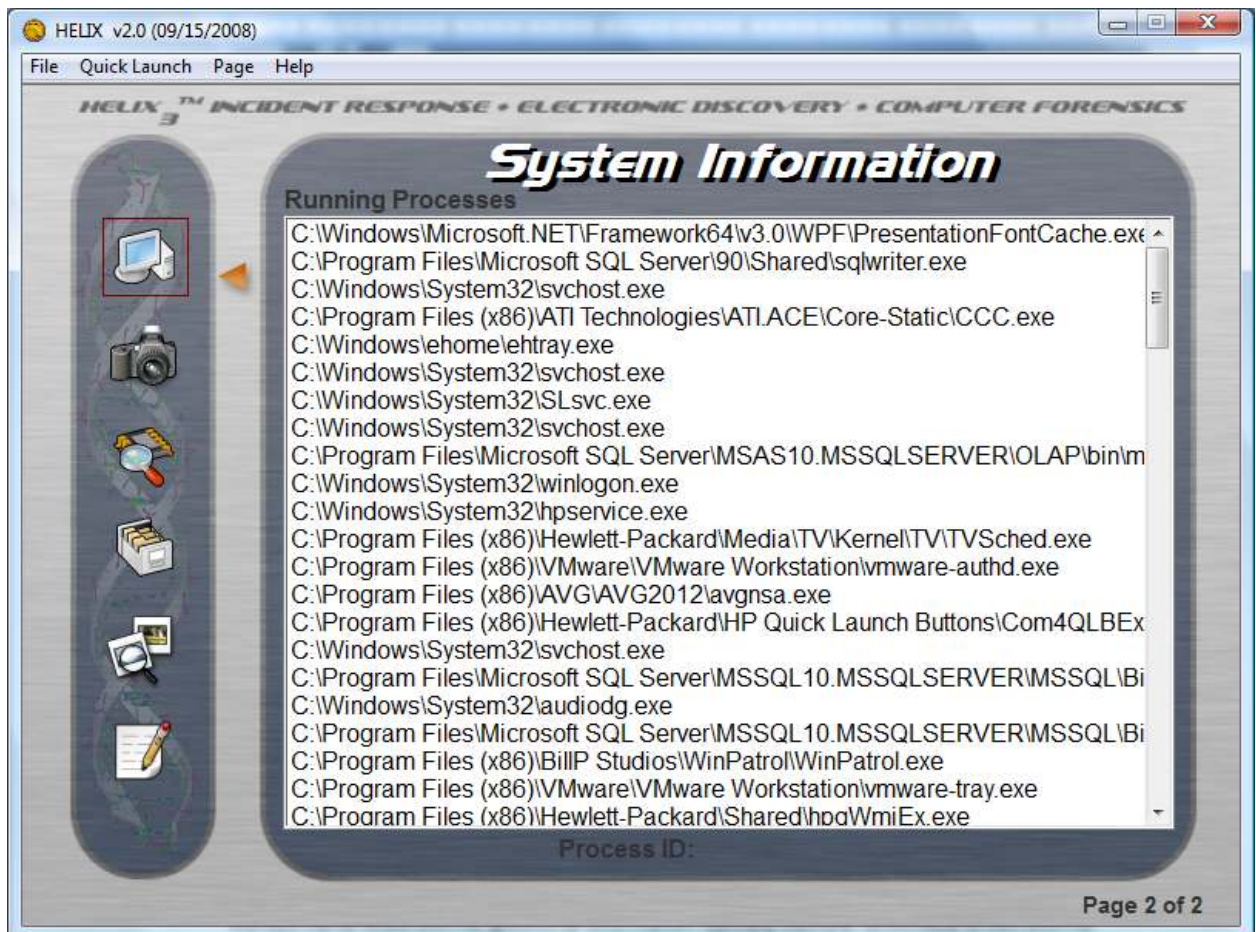 HELIX v2.0 (09/15/2008)
File Quick Launch Page Help
HELIX3™ INCIDENT RESPONSE • ELECTRONIC DISCOVERY • COMPUTER FORENSICS
System Information
Running Processes
C:\Windows\Microsoft.NET\Framework64\v3.0\WPF\PresentationFontCache.exe
C:\Program Files\Microsoft SQL Server\90\Shared\sqlwriter.exe
C:\Windows\System32\svchost.exe
C:\Program Files (x86)\ATI Technologies\ATI.ACE\Core-Static\CCC.exe
C:\Windows\ehome\ehtray.exe
C:\Windows\System32\svchost.exe
C:\Windows\System32\SLsvc.exe
C:\Windows\System32\svchost.exe
C:\Program Files\Microsoft SQL Server\MSAS10.MSSQLSERVER\OLAP\bin\m
C:\Windows\System32\winlogon.exe
C:\Windows\System32\hpservice.exe
C:\Program Files (x86)\Hewlett-Packard\Media\TV\Kernel\TV\TVSched.exe
C:\Program Files (x86)\VMware\VMware Workstation\vmware-authd.exe
C:\Program Files (x86)\AVG\AVG2012\avgnsa.exe
C:\Program Files (x86)\Hewlett-Packard\HP Quick Launch Buttons\Com4QLBEx
C:\Windows\System32\svchost.exe
C:\Program Files\Microsoft SQL Server\MSSQL10.MSSQLSERVER\MSSQL\Bi
C:\Windows\System32\audiodg.exe
C:\Program Files\Microsoft SQL Server\MSSQL10.MSSQLSERVER\MSSQL\Bi
C:\Program Files (x86)\BillP Studios\WinPatrol\WinPatrol.exe
C:\Program Files (x86)\VMware\VMware Workstation\vmware-tray.exe
C:\Program Files (x86)\Hewlett-Packard\Shared\hpqWmiEx.exe
Process ID:
Page 2 of 2